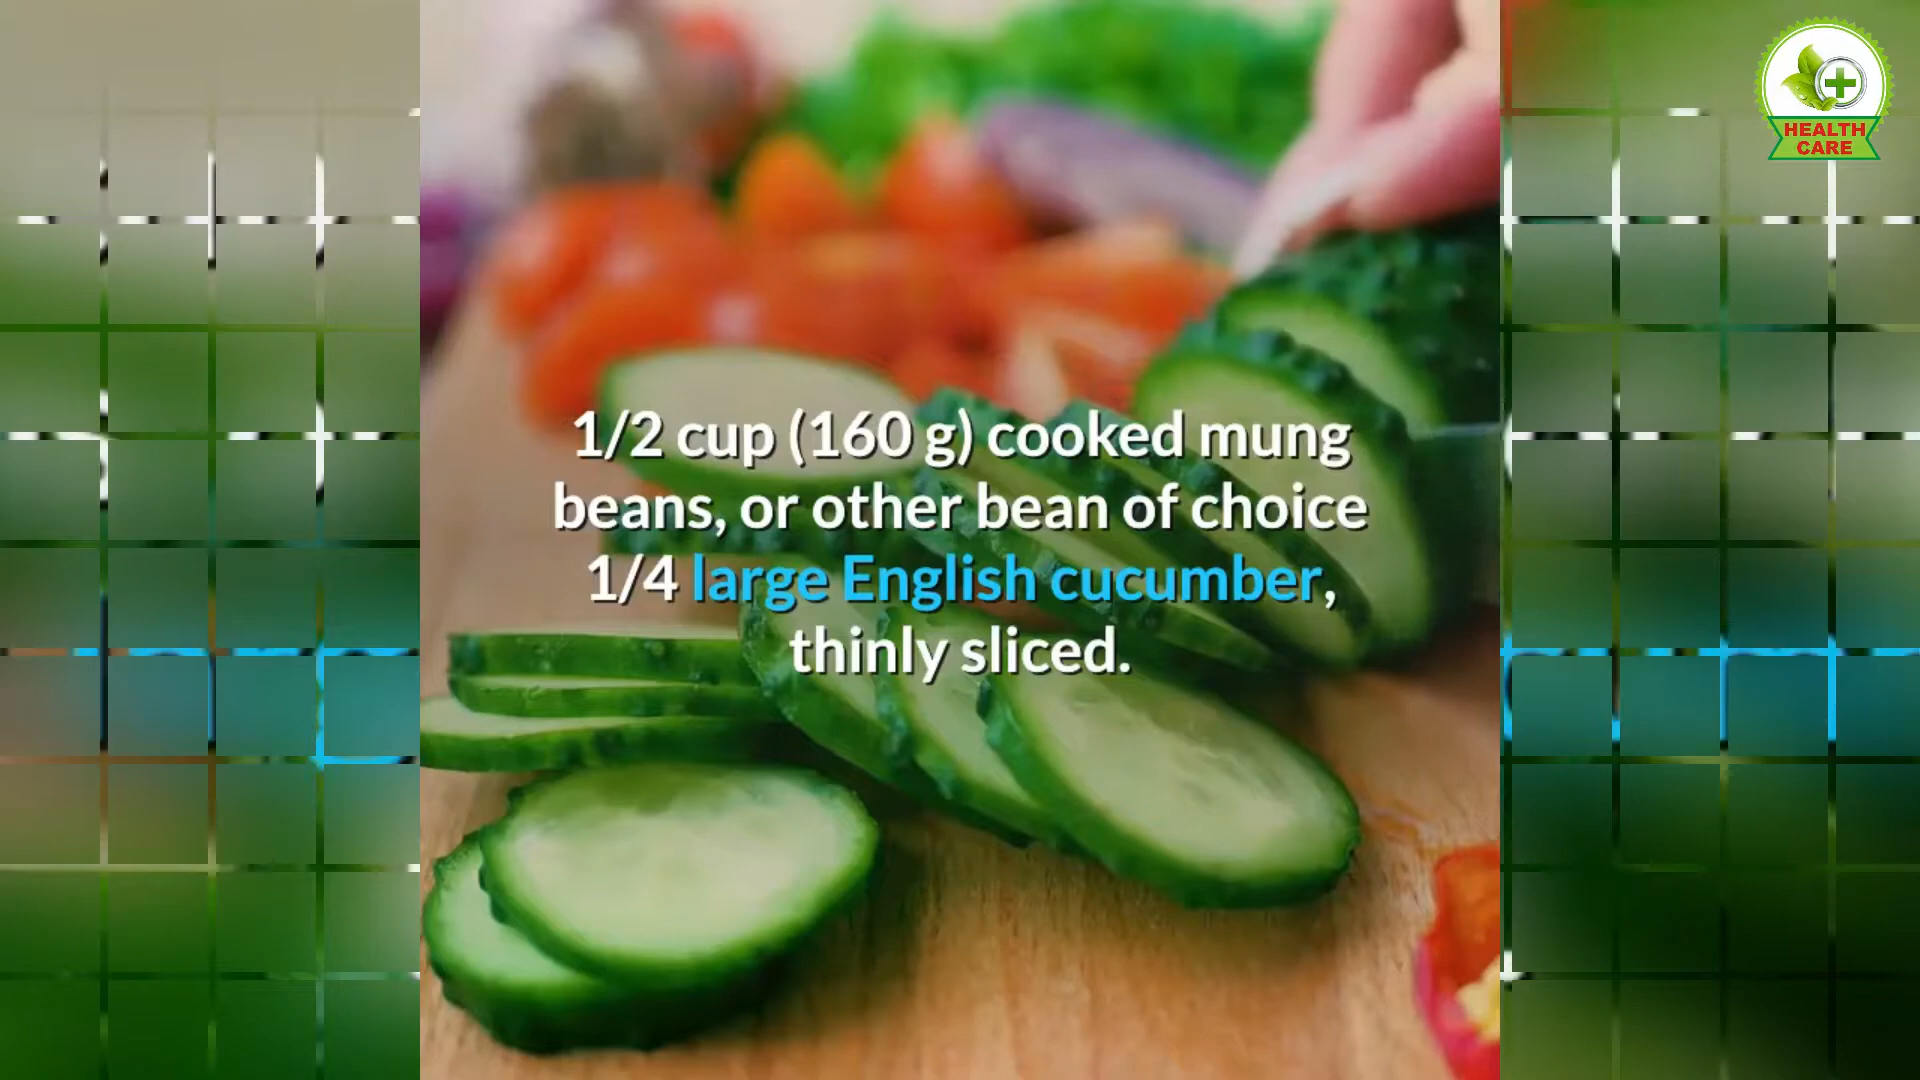 HEALTH
CARE
1/2 cup (160 g) cooked mung
beans, or other bean of choice
1/4 large English cucumber,
thinly sliced.